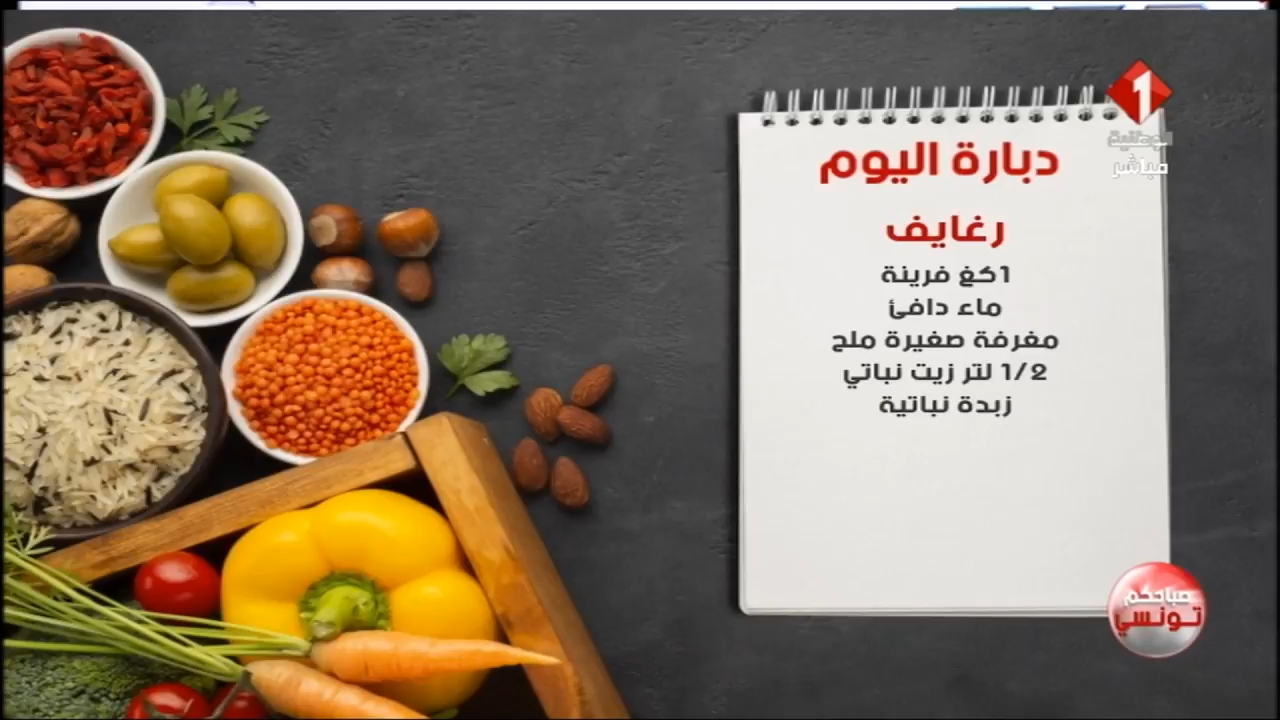 دبارة اليوم
رغايف
1كغ فرينة
ماء دافئ
مغرفة صغيرة ملح
1/2 لتر زيت نباتي
زبدة نباتية
1
الوطنية
مباشر
صباحكم
تونسي